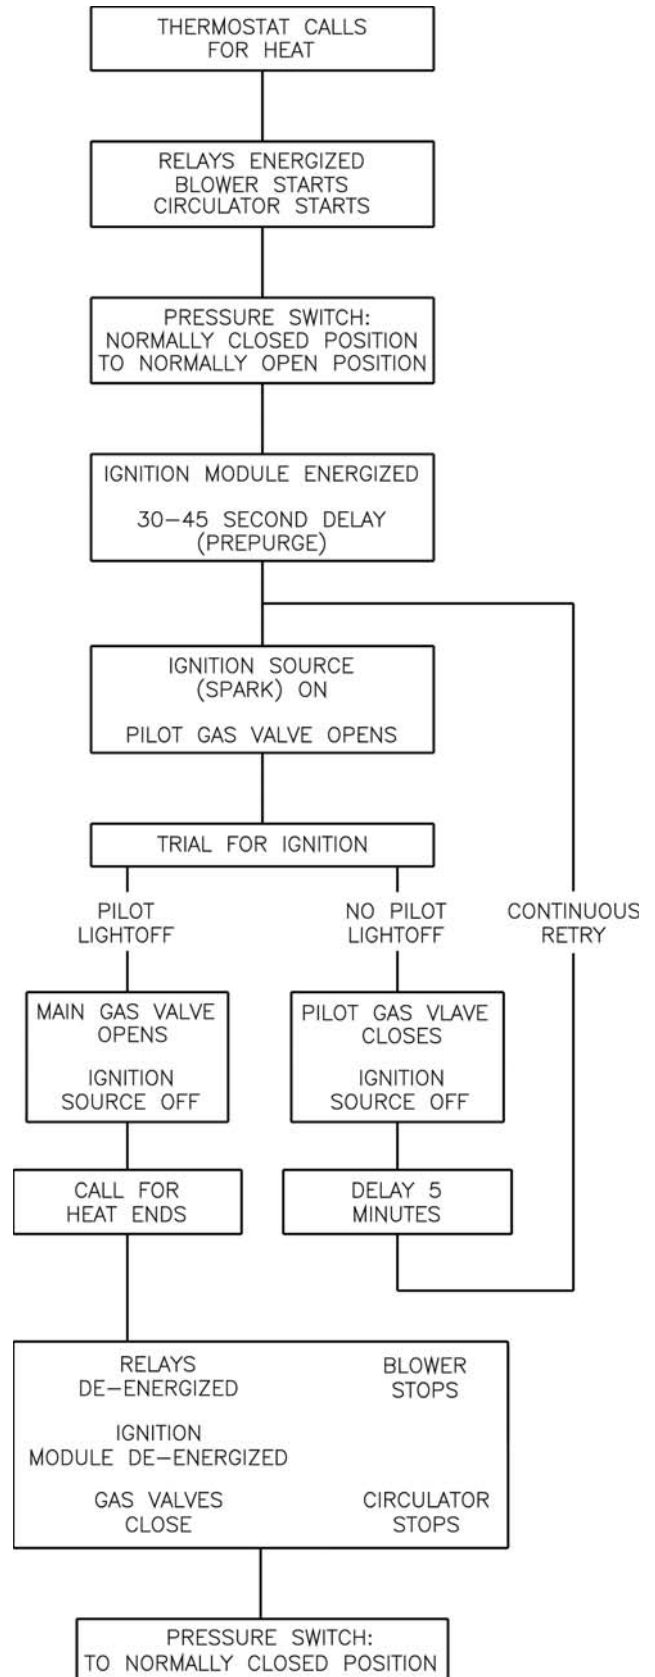 THERMOSTAT CALLS
FOR HEAT
RELAYS ENERGIZED
BLOWER STARTS
CIRCULATOR STARTS
PRESSURE SWITCH:
NORMALLY CLOSED POSITION
TO NORMALLY OPEN POSITION
IGNITION MODULE ENERGIZED
30-45 SECOND DELAY
(PREPURGE)
IGNITION SOURCE
(SPARK) ON
PILOT GAS VALVE OPENS
TRIAL FOR IGNITION
PILOT
LIGHTOFF
NO PILOT
LIGHTOFF
CONTINUOUS
RETRY
MAIN GAS VALVE
OPENS
IGNITION
SOURCE OFF
PILOT GAS VLAVE
CLOSES
IGNITION
SOURCE OFF
CALL FOR
HEAT ENDS
DELAY 5
MINUTES
RELAYS
DE-ENERGIZED
BLOWER
STOPS
IGNITION
MODULE DE-ENERGIZED
GAS VALVES
CLOSE
CIRCULATOR
STOPS
PRESSURE SWITCH:
TO NORMALLY CLOSED POSITION